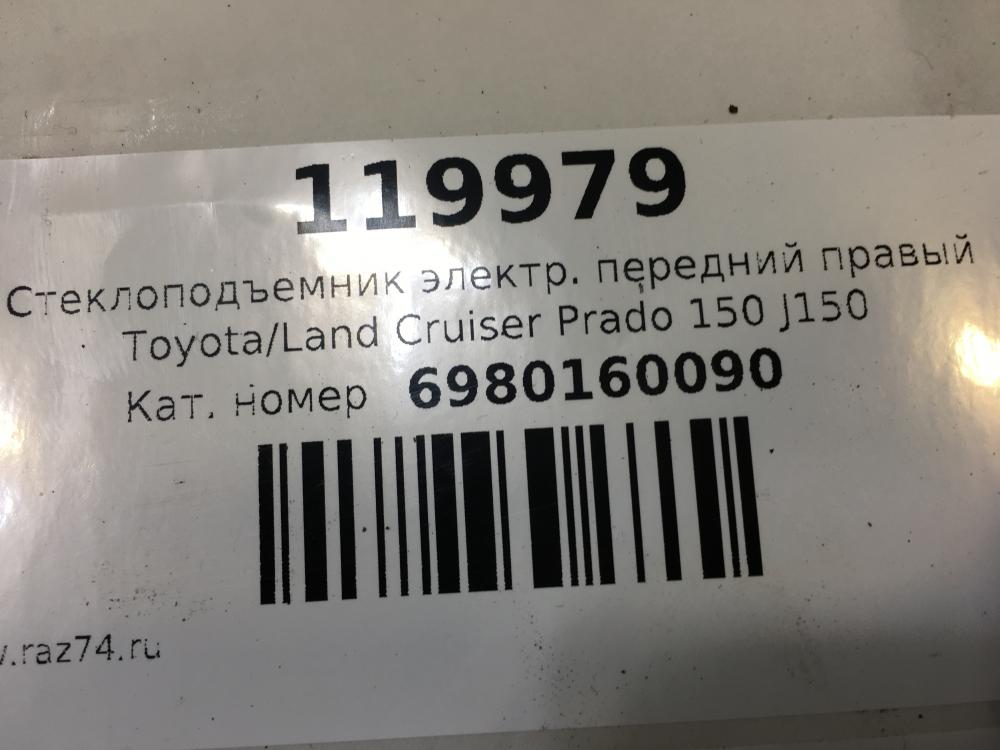 119979
Стеклоподъемник электр. передний правый
Toyota/Land Cruiser Prado 150 J150
Кат. номер 6980160090
.raz74.ru